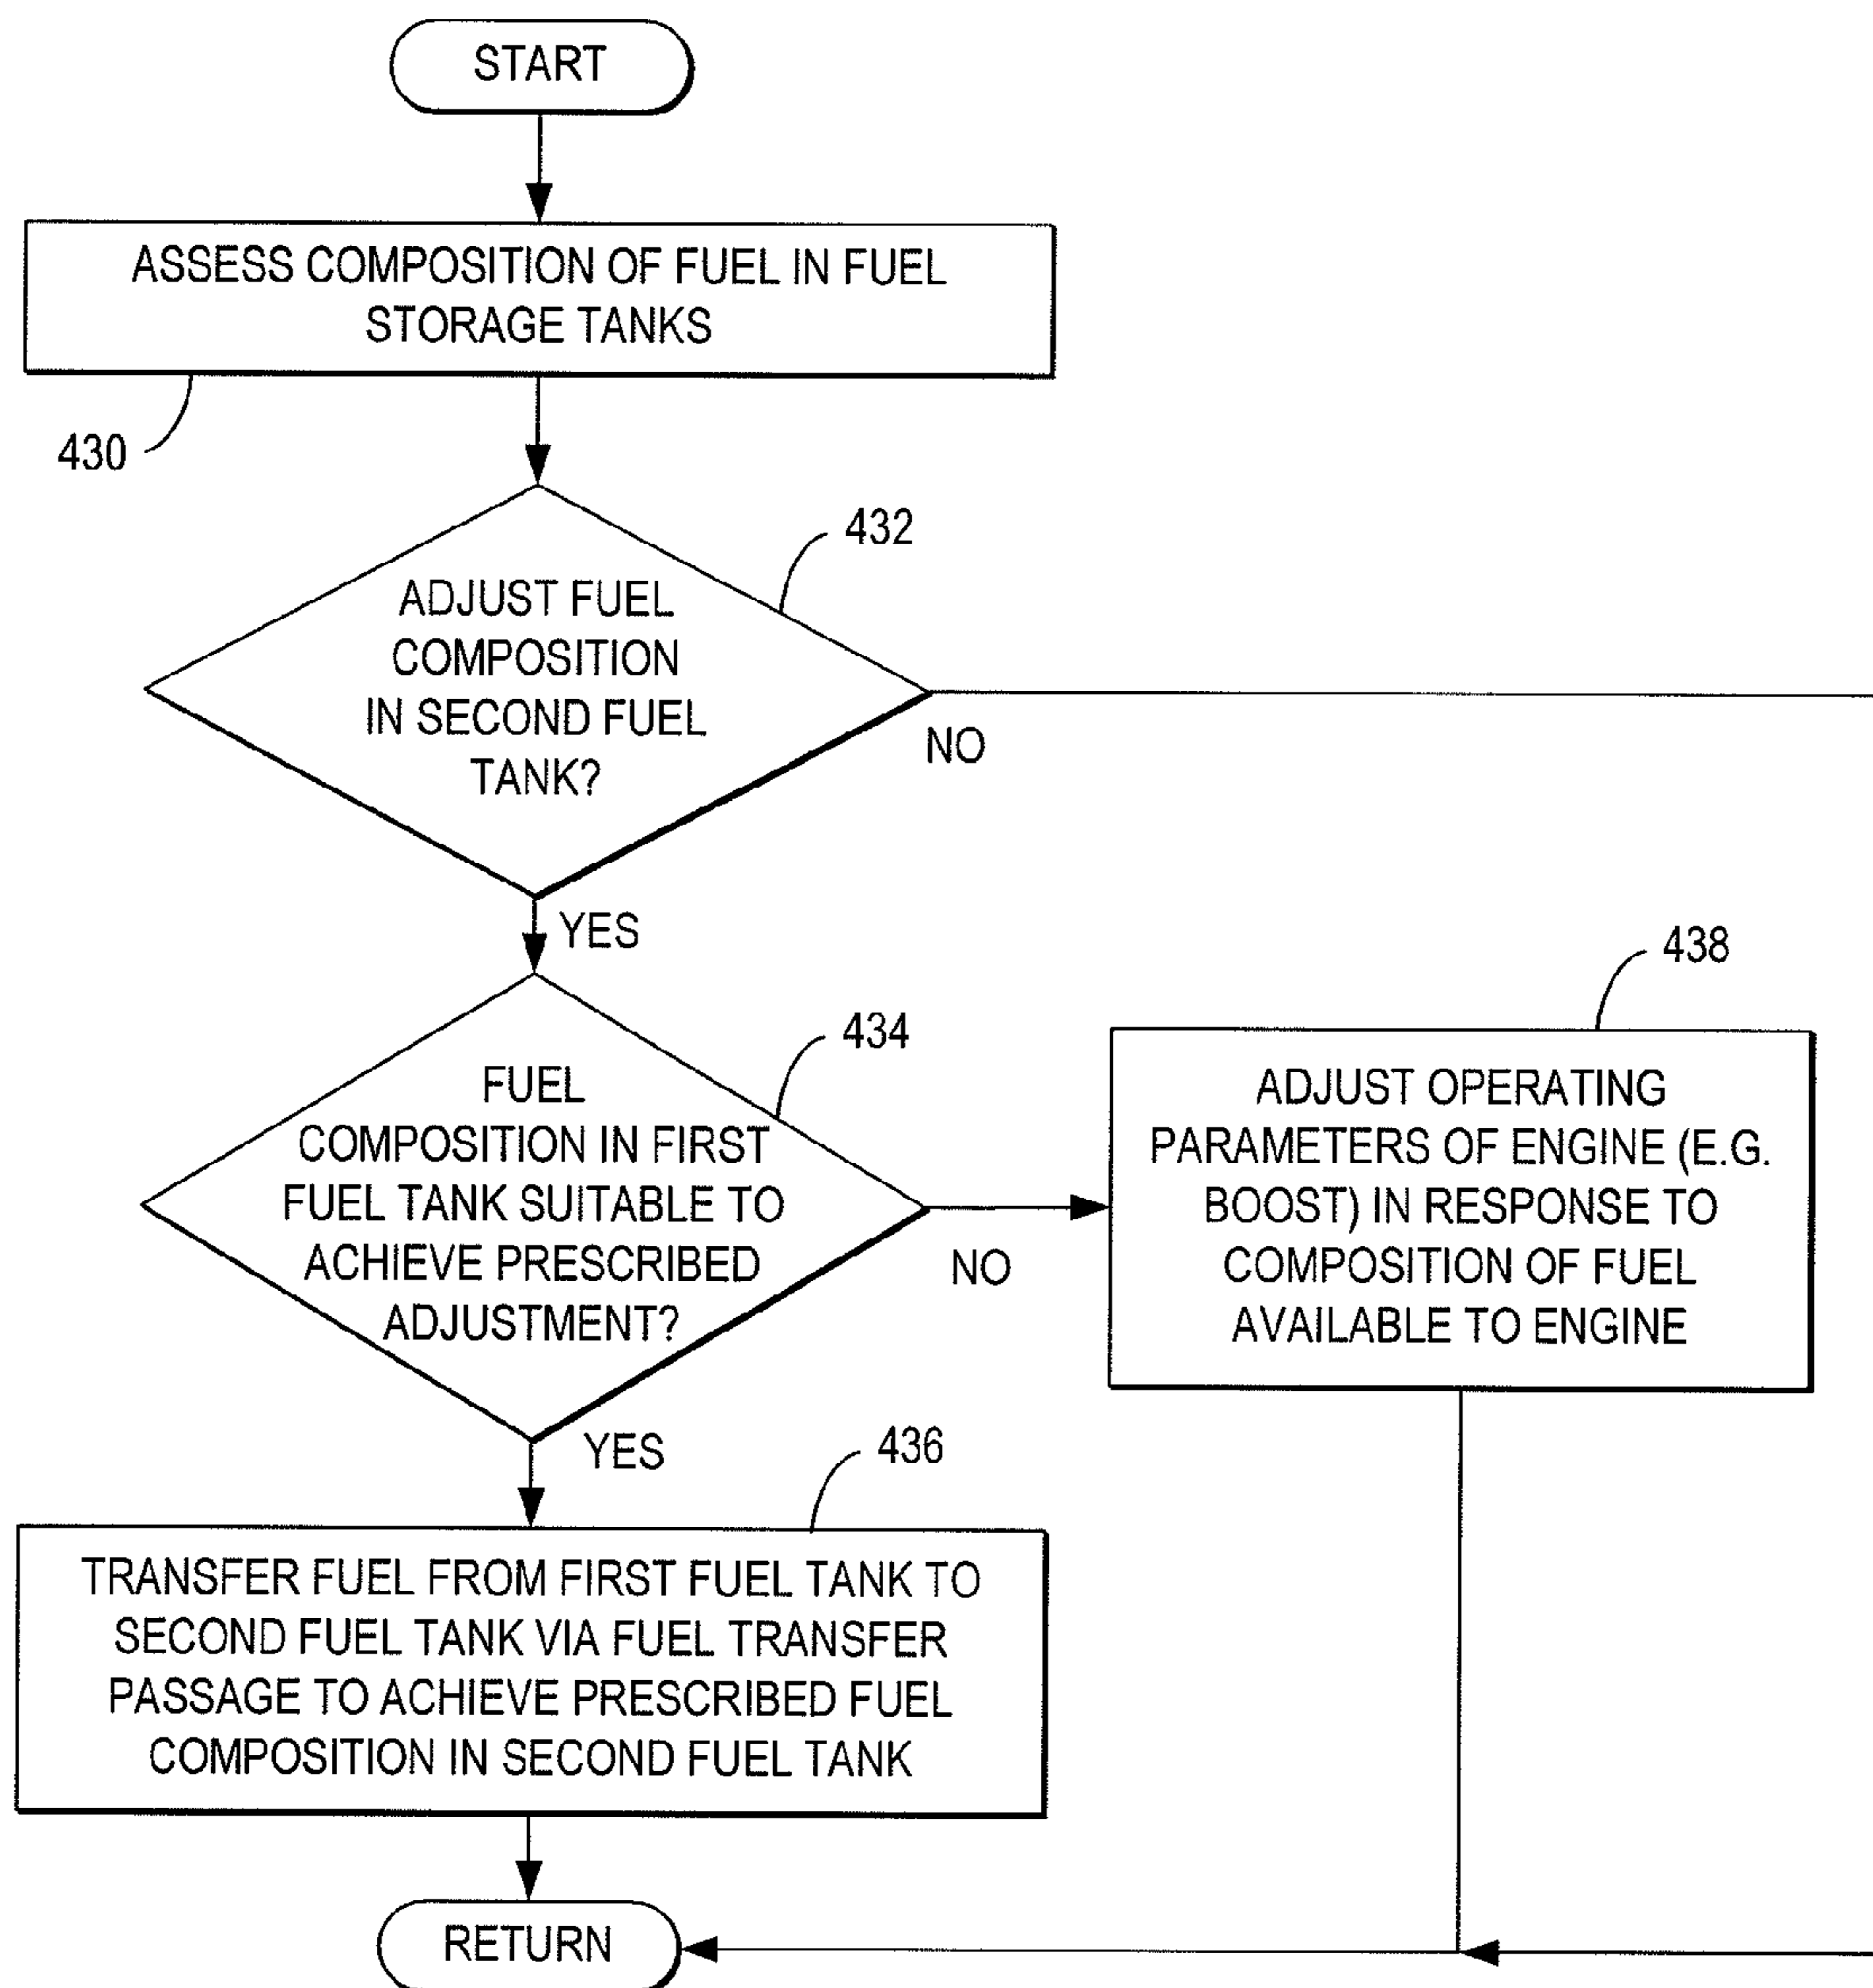 START
ASSESS COMPOSITION OF FUEL IN FUEL
STORAGE TANKS
430
432
ADJUST FUEL
COMPOSITION
IN SECOND FUEL
TANK?
NO
YES
434
FUEL
COMPOSITION IN FIRST
FUEL TANK SUITABLE TO
ACHIEVE PRESCRIBED
ADJUSTMENT?
NO
438
ADJUST OPERATING
PARAMETERS OF ENGINE (E.G.
BOOST) IN RESPONSE TO
COMPOSITION OF FUEL
AVAILABLE TO ENGINE
YES
436
TRANSFER FUEL FROM FIRST FUEL TANK TO
SECOND FUEL TANK VIA FUEL TRANSFER
PASSAGE TO ACHIEVE PRESCRIBED FUEL
COMPOSITION IN SECOND FUEL TANK
RETURN